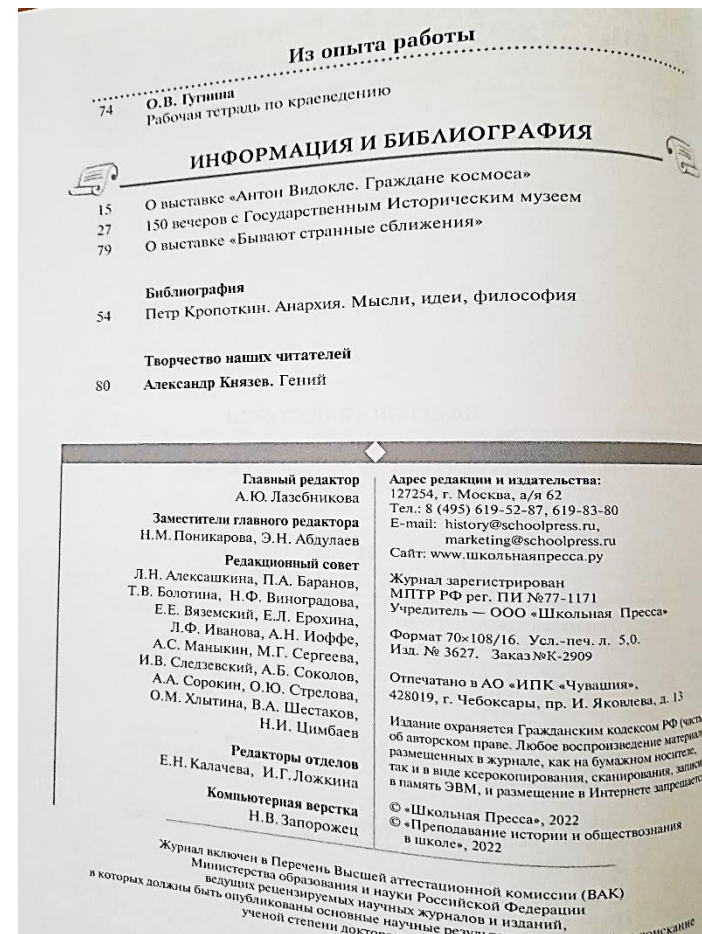 Из опыта работы
О.В. Гугнина
74 Рабочая тетрадь по краеведению
ИНФОРМАЦИЯ И БИБЛИОГРАФИЯ
15 О выставке «Антон Видокле. Граждане космоса»
27 150 вечеров с Государственным Историческим музеем
79 О выставке «Бывают странные сближения»
Библиография
54 Петр Кропоткин. Анархия. Мысли, идеи, философия
Творчество наших читателей
80 Александр Князев. Гений
Главный редактор
А.Ю. Лазебникова
Заместители главного редактора
Н.М. Поникарова, Э.Н. Абдулаев
Редакционный совет
Л.Н. Алексашкина, П.А. Баранов,
Т.В. Болотина, Н.Ф. Виноградова,
Е.Е. Вяземский, Е.Л. Ерохина,
Л.Ф. Иванова, А.Н. Иоффе,
А.С. Маныкин, М.Г. Сергеева,
И.В. Следзевский, А.Б. Соколов,
А.А. Сорокин, О.Ю. Стрелова,
О.М. Хлытина, В.А. Шестаков,
Н.И. Цимбаев
Редакторы отделов
Е.Н. Калачева, И.Г. Ложкина
Компьютерная верстка
Н.В. Запорожец
Адрес редакции и издательства:
127254, г. Москва, а/я 62
Тел.: 8 (495) 619-52-87, 619-83-80
E-mail: history@schoolpress.ru,
marketing@schoolpress.ru
Сайт: www.школьнаяпресса.ру
Журнал зарегистрирован
МПТР РФ рег. ПИ №77-1171
Учредитель — ООО «Школьная Пресса»
Формат 70×108/16. Усл.-печ. л. 5,0.
Изд. № 3627. Заказ №К-2909
Отпечатано в АО «ИПК «Чувашия»,
428019, г. Чебоксары, пр. И. Яковлева, д. 13
Издание охраняется Гражданским кодексом РФ (часть
об авторском праве. Любое воспроизведение
размещенных в журнале, как на бумажном носителе,
так и в виде ксерокопирования, сканирования,
в память ЭВМ, и размещение в Интернете
© «Школьная Пресса», 2022
© «Преподавание истории и обществознания
в школе», 2022
Журнал включен в Перечень Высшей аттестационной комиссии (ВАК)
Министерства образования и науки Российской Федерации
ведущих рецензируемых научных журналов и изданий,
в которых должны быть опубликованы основные научные
ученой степени